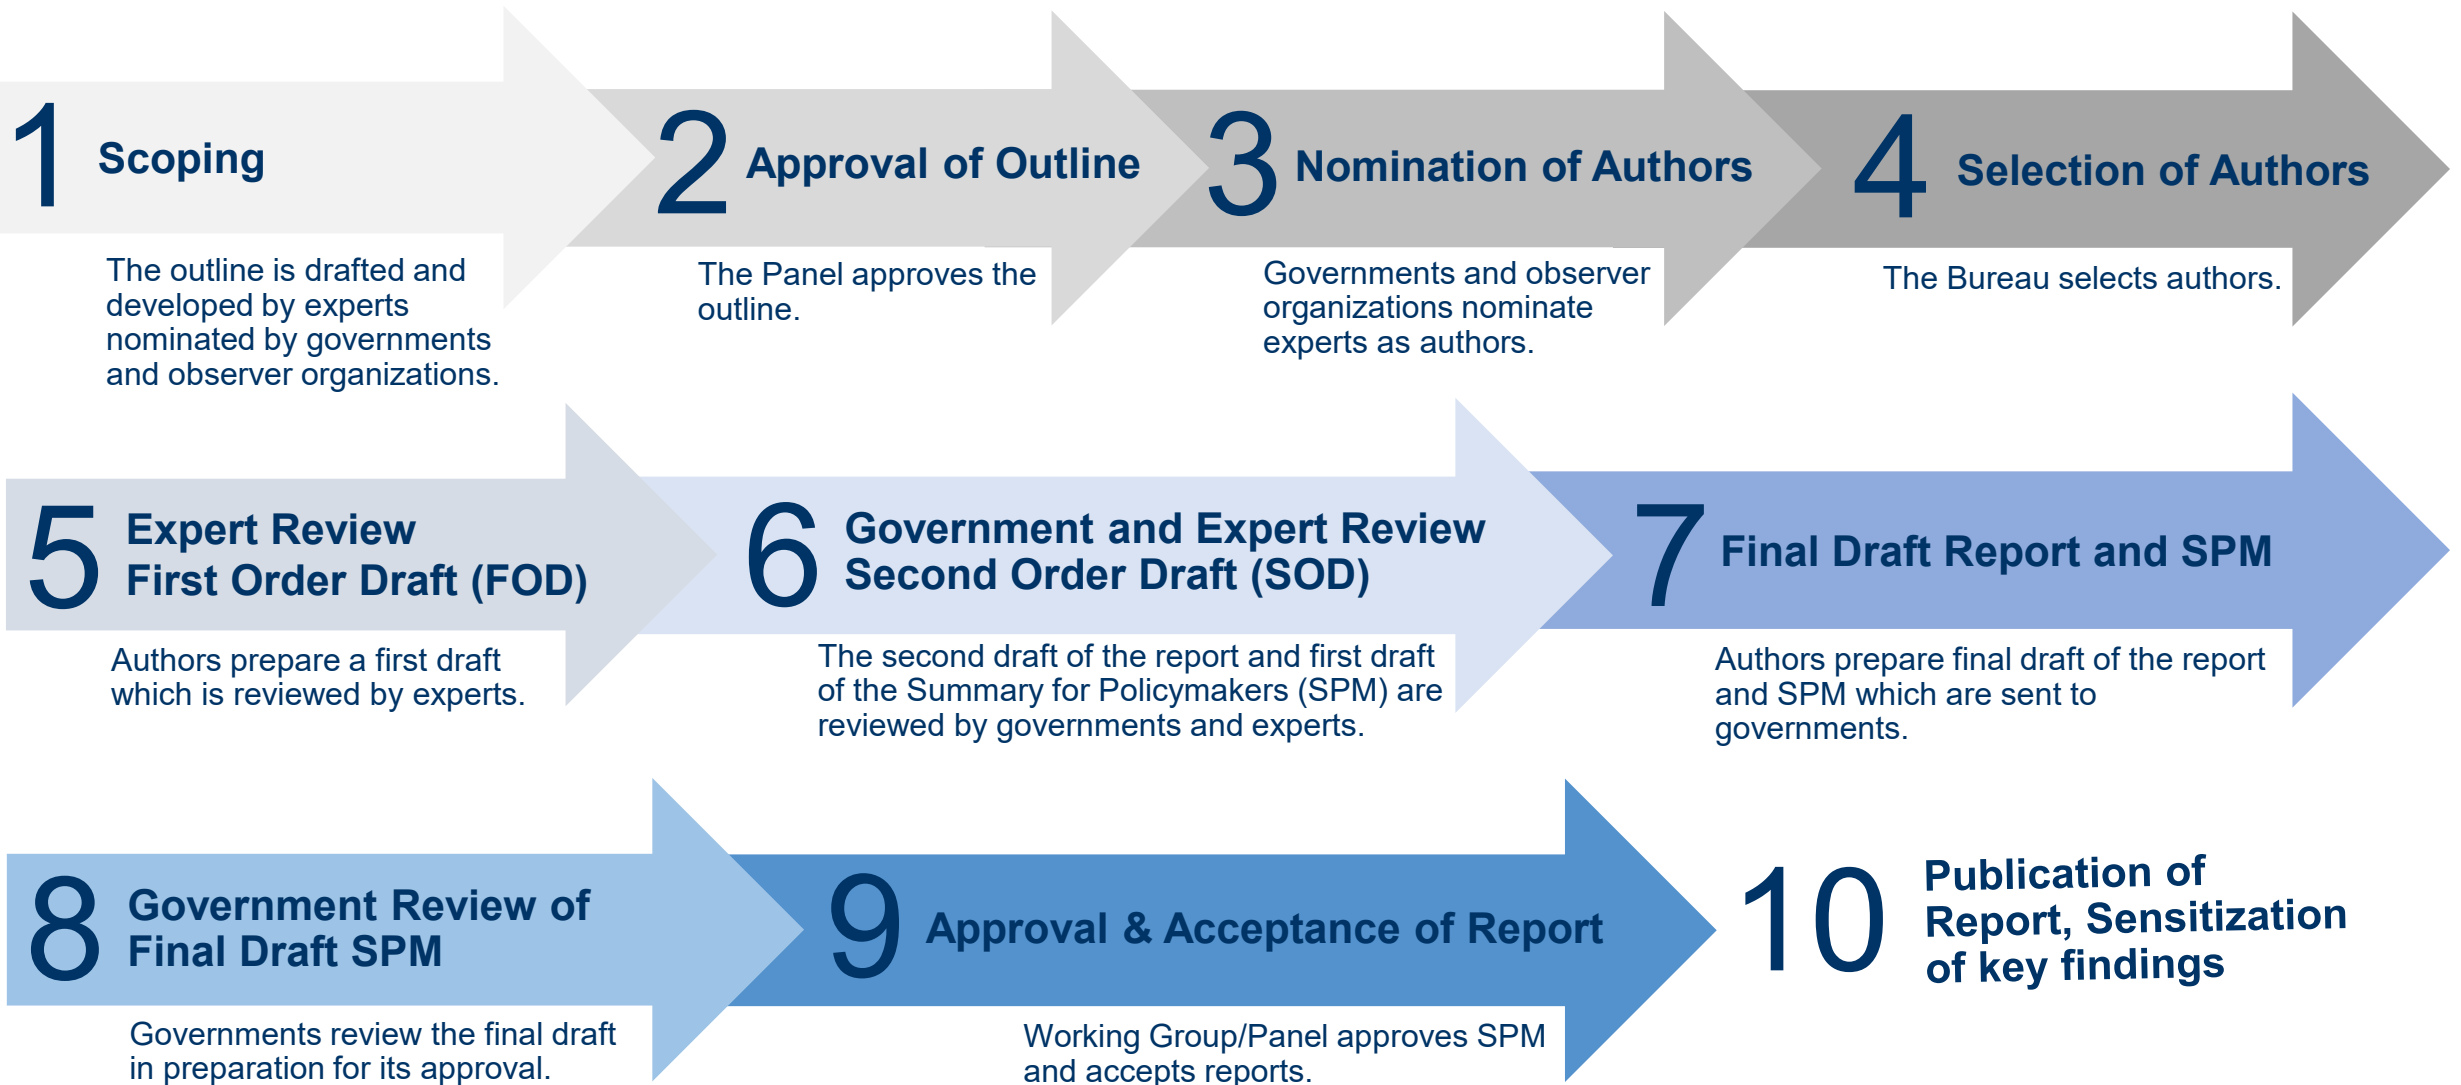 1 Scoping
The outline is drafted and
developed by experts
nominated by governments
and observer organizations.
2 Approval of Outline
The Panel approves the
outline.
3 Nomination of Authors
Governments and observer
organizations nominate
experts as authors.
4 Selection of Authors
The Bureau selects authors.
5 Expert Review
First Order Draft (FOD)
Authors prepare a first draft
which is reviewed by experts.
6 Government and Expert Review
Second Order Draft (SOD)
The second draft of the report and first draft
of the Summary for Policymakers (SPM) are
reviewed by governments and experts.
7 Final Draft Report and SPM
Authors prepare final draft of the report
and SPM which are sent to
governments.
8 Government Review of
Final Draft SPM
Governments review the final draft
in preparation for its approval.
9 Approval & Acceptance of Report
Working Group/Panel approves SPM
and accepts reports.
10 Publication of
Report, Sensitization
of key findings